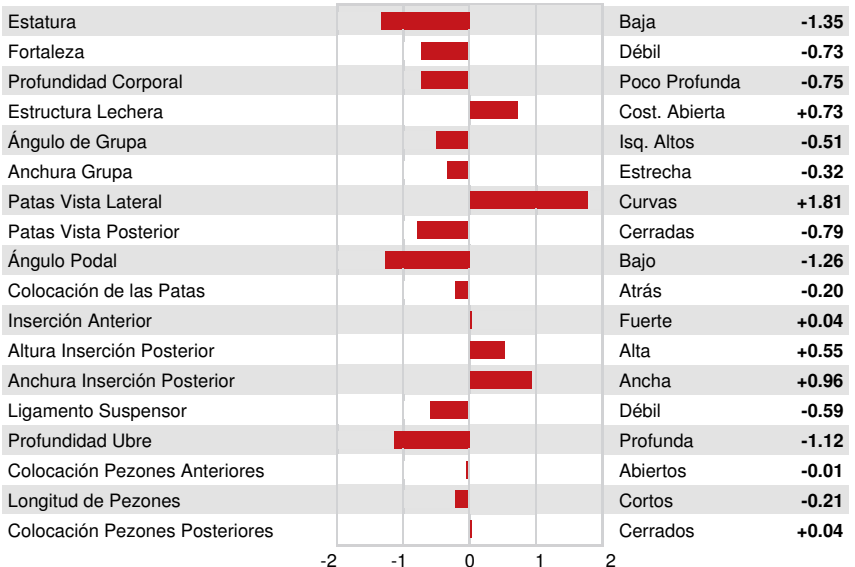 Estatura Baja -1.35
Fortaleza Débil -0.73
Profundidad Corporal Poco Profunda -0.75
Estructura Lechera Cost. Abierta +0.73
Ángulo de Grupa Isq. Altos -0.51
Anchura Grupa Estrecha -0.32
Patas Vista Lateral Curvas +1.81
Patas Vista Posterior Cerradas -0.79
Ángulo Podal Bajo -1.26
Colocación de las Patas Atrás -0.20
Inserción Anterior Fuerte +0.04
Altura Inserción Posterior Alta +0.55
Anchura Inserción Posterior Ancha +0.96
Ligamento Suspensor Débil -0.59
Profundidad Ubre Profunda -1.12
Colocación Pezones Anteriores Abiertos -0.01
Longitud de Pezones Cortos -0.21
Colocación Pezones Posteriores Cerrados +0.04
-2 -1 0 1 2